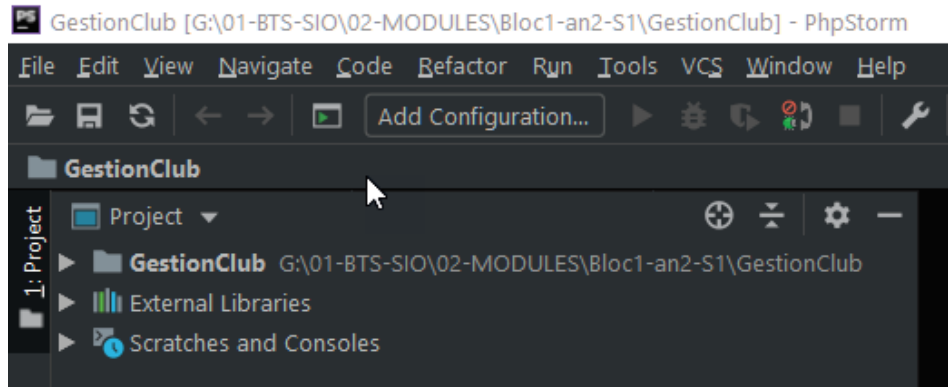 PS GestionClub [G:\01-BTS-SIO\02-MODULES\Bloc1-an2-S1\GestionClub] - PhpStorm
File Edit View Navigate Code Refactor Run Tools VCS Window Help
Add Configuration...
GestionClub
1: Project
Project
GestionClub G:\01-BTS-SIO\02-MODULES\Bloc1-an2-S1\GestionClub
External Libraries
Scratches and Consoles